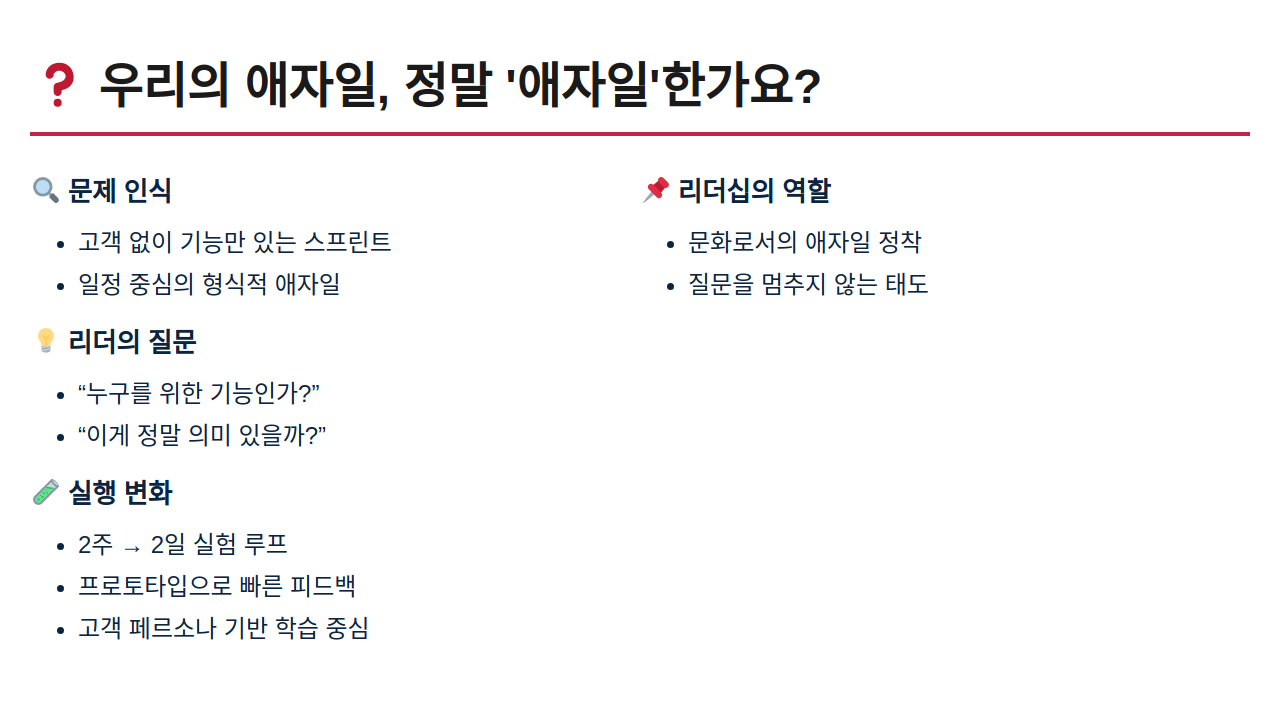 ❓ 우리의 애자일, 정말 '애자일'한가요?
🔍 문제 인식
• 고객 없이 기능만 있는 스프린트
• 일정 중심의 형식적 애자일
💡 리더의 질문
• “누구를 위한 기능인가?”
• “이게 정말 의미 있을까?”
🧪 실행 변화
• 2주 → 2일 실험 루프
• 프로토타입으로 빠른 피드백
• 고객 페르소나 기반 학습 중심
📌 리더십의 역할
• 문화로서의 애자일 정착
• 질문을 멈추지 않는 태도